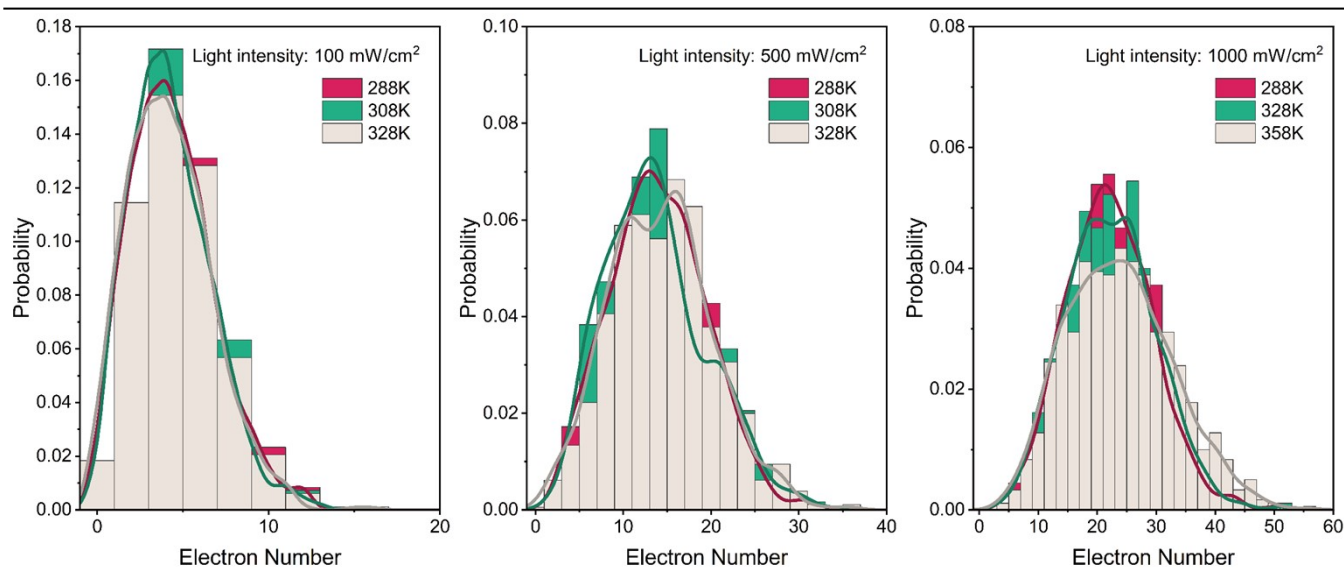 Light intensity: 100 mW/cm²
288K
308K
328K
0.18
0.16
0.14
0.12
0.10
0.08
0.06
0.04
0.02
0.00
Probability
0
10
20
Electron Number
Light intensity: 500 mW/cm²
288K
308K
328K
0.10
0.08
0.06
0.04
0.02
0.00
Probability
0
10
20
30
40
Electron Number
Light intensity: 1000 mW/cm²
288K
328K
358K
0.08
0.06
0.04
0.02
0.00
Probability
0
10
20
30
40
50
60
Electron Number